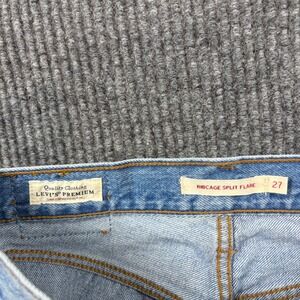 Quality Clothing
LEVI'S PREMIUM
RIBCAGE SPLIT FLARE 27